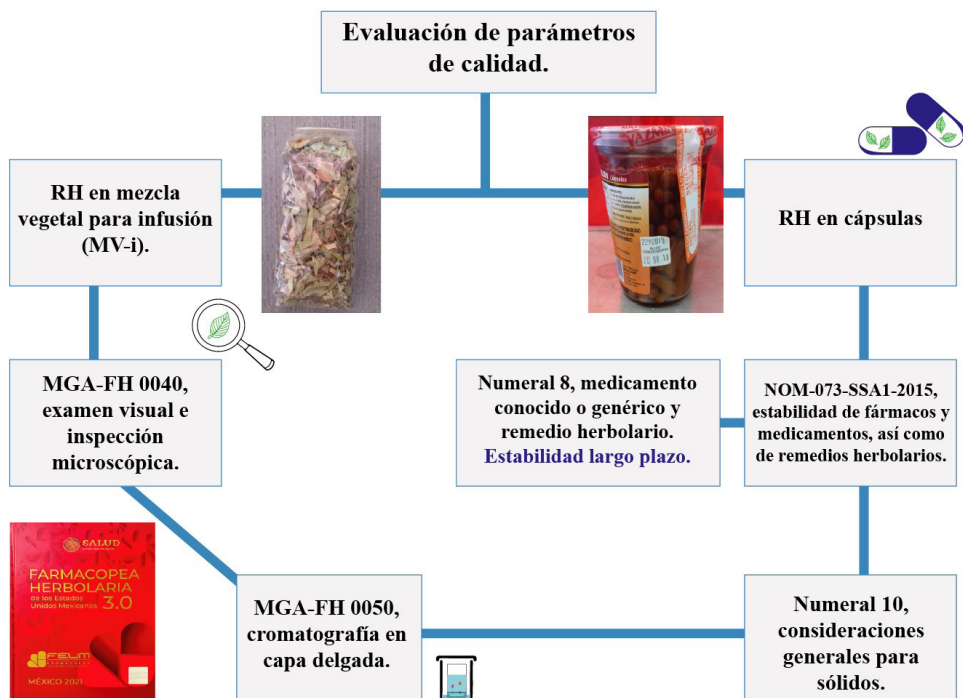 Evaluación de parámetros
de calidad.
RH en mezcla
vegetal para infusión
(MV-i).
RH en cápsulas
MGA-FH 0040,
examen visual e
inspección
microscópica.
Numeral 8, medicamento
conocido o genérico y
remedio herbolario.
Estabilidad largo plazo.
NOM-073-SSA1-2015,
estabilidad de fármacos y
medicamentos, así como
de remedios herbolarios.
SALUD
FARMACOPEA
HERBOLARIA
de los Estados
Unidos Mexicanos 3.0
FEUM
MÉXICO 2021
MGA-FH 0050,
cromatografía en
capa delgada.
Numeral 10,
consideraciones
generales para
sólidos.